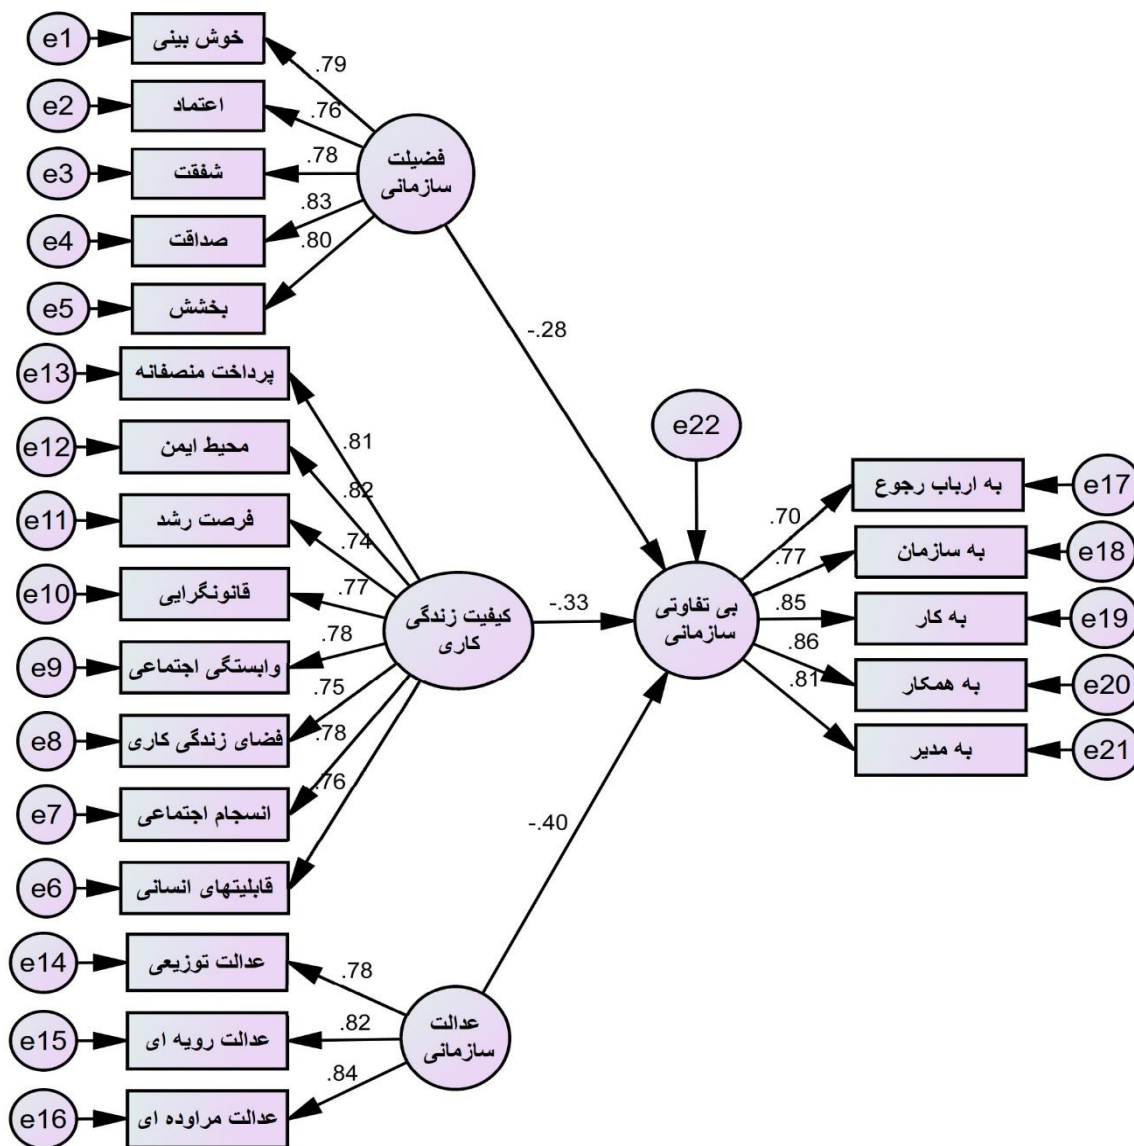 e1
خوش بینی
.79
e2
اعتماد
.76
e3
شفقت
.78
فضیلت
سازمانی
e4
صداقت
.83
e5
بخشش
.80
-.28
e13
پرداخت منصفانه
.81
e12
محیط ایمن
.82
e11
فرصت رشد
.74
e10
قانونگرایی
.77
e9
وابستگی اجتماعی
.78
e8
فضای زندگی کاری
.75
e7
انسجام اجتماعی
.78
e6
قابلیتهای انسانی
.76
کیفیت زندگی
کاری
-.33
e22
بی تفاوتی
سازمانی
.70
به ارباب رجوع
e17
.77
به سازمان
e18
.85
به کار
e19
.86
به همکار
e20
.81
به مدیر
e21
-.40
e14
عدالت توزیعی
.78
e15
عدالت رویه ای
.82
e16
عدالت مراوده ای
.84
عدالت
سازمانی